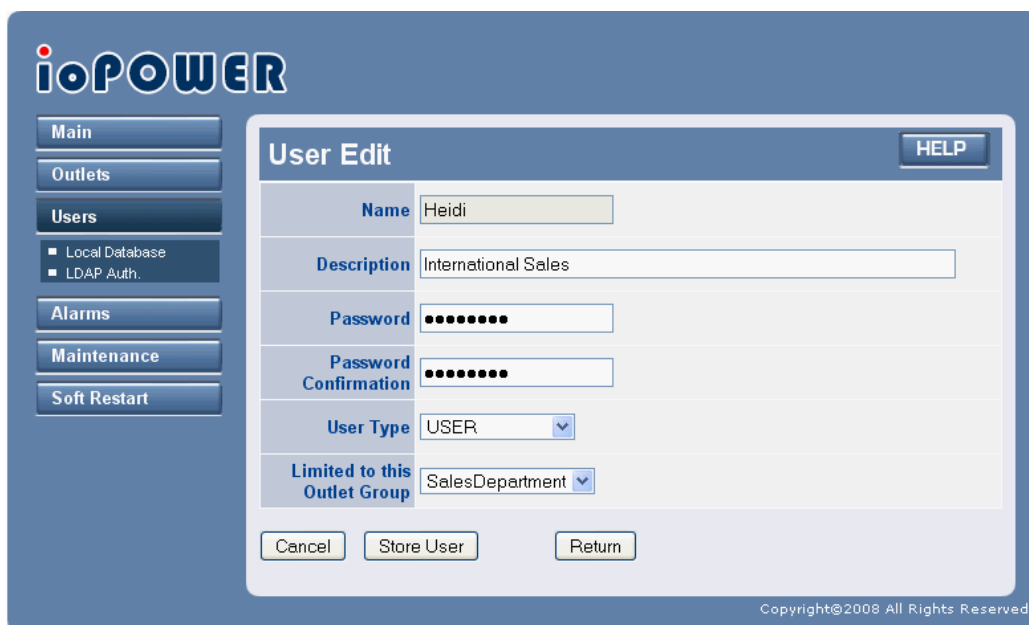 ioPOWER
Main
Outlets
Users
Local Database
LDAP Auth.
Alarms
Maintenance
Soft Restart
User Edit
HELP
Name Heidi
Description International Sales
Password ●●●●●●●●
Password
Confirmation ●●●●●●●●
User Type USER
Limited to this
Outlet Group SalesDepartment
Cancel Store User Return
Copyright©2008 All Rights Reserved